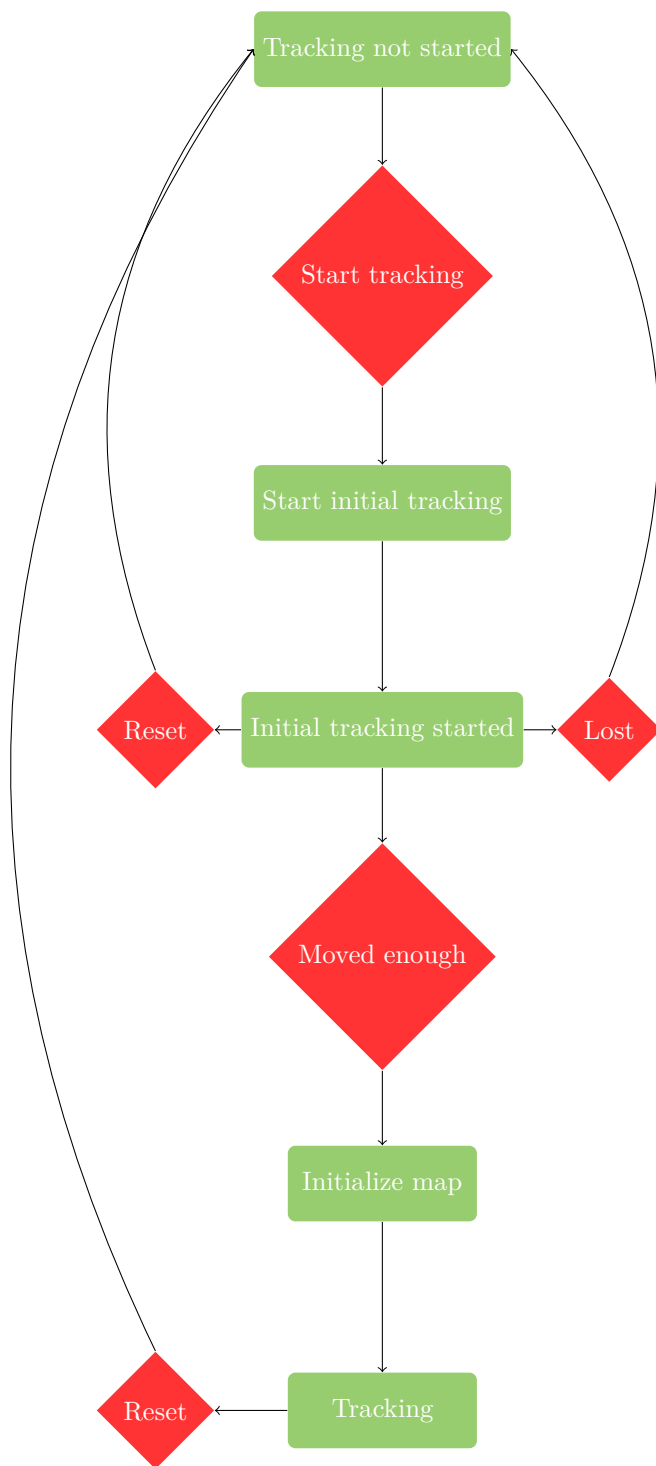 Tracking not started
Start tracking
Start initial tracking
Reset
Initial tracking started
Lost
Moved enough
Initialize map
Reset
Tracking